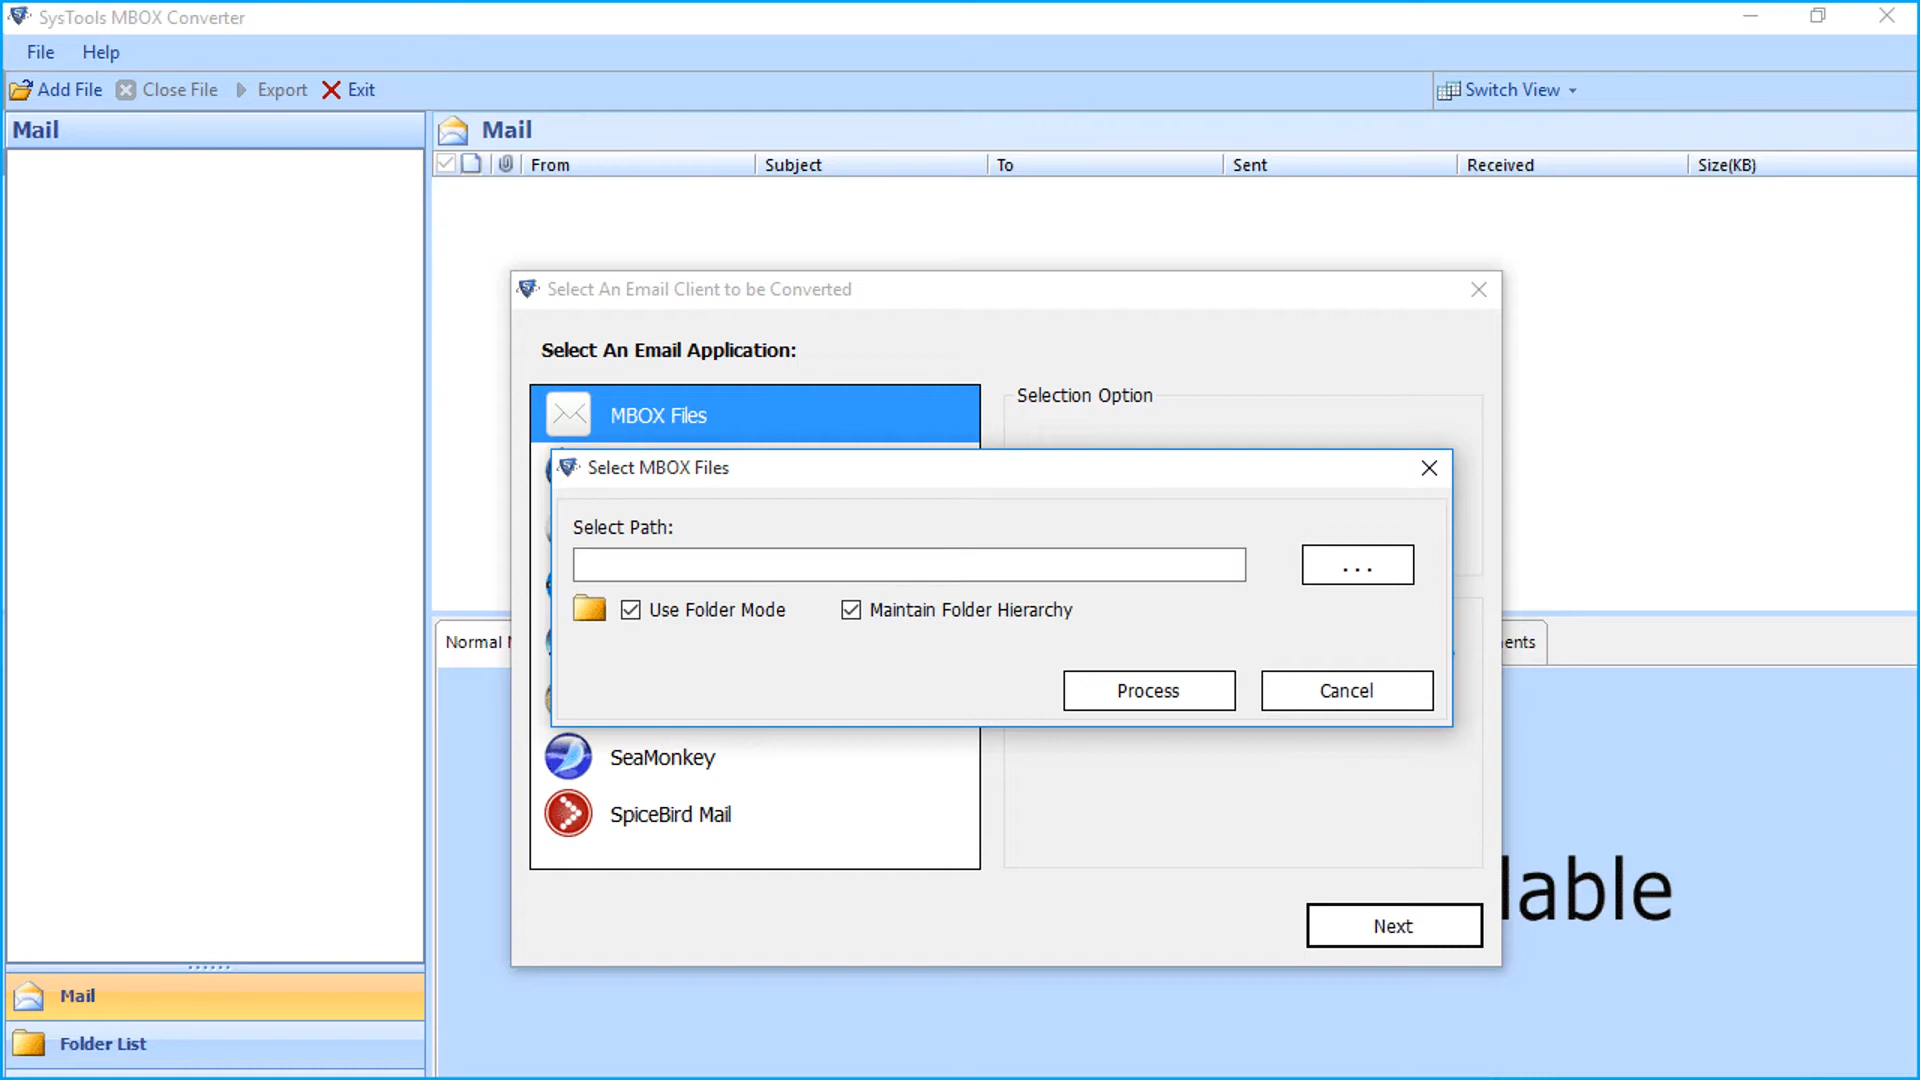 SysTools MBOX Converter
File Help
Add File Close File Export Exit Switch View
Mail
Mail
From Subject To Sent Received Size(KB)
Select An Email Client to be Converted
Select An Email Application:
MBOX Files
Selection Option
Select MBOX Files
Select Path:
...
Use Folder Mode Maintain Folder Hierarchy
Process Cancel
Normal
SeaMonkey
SpiceBird Mail
Next
Mail
Folder List